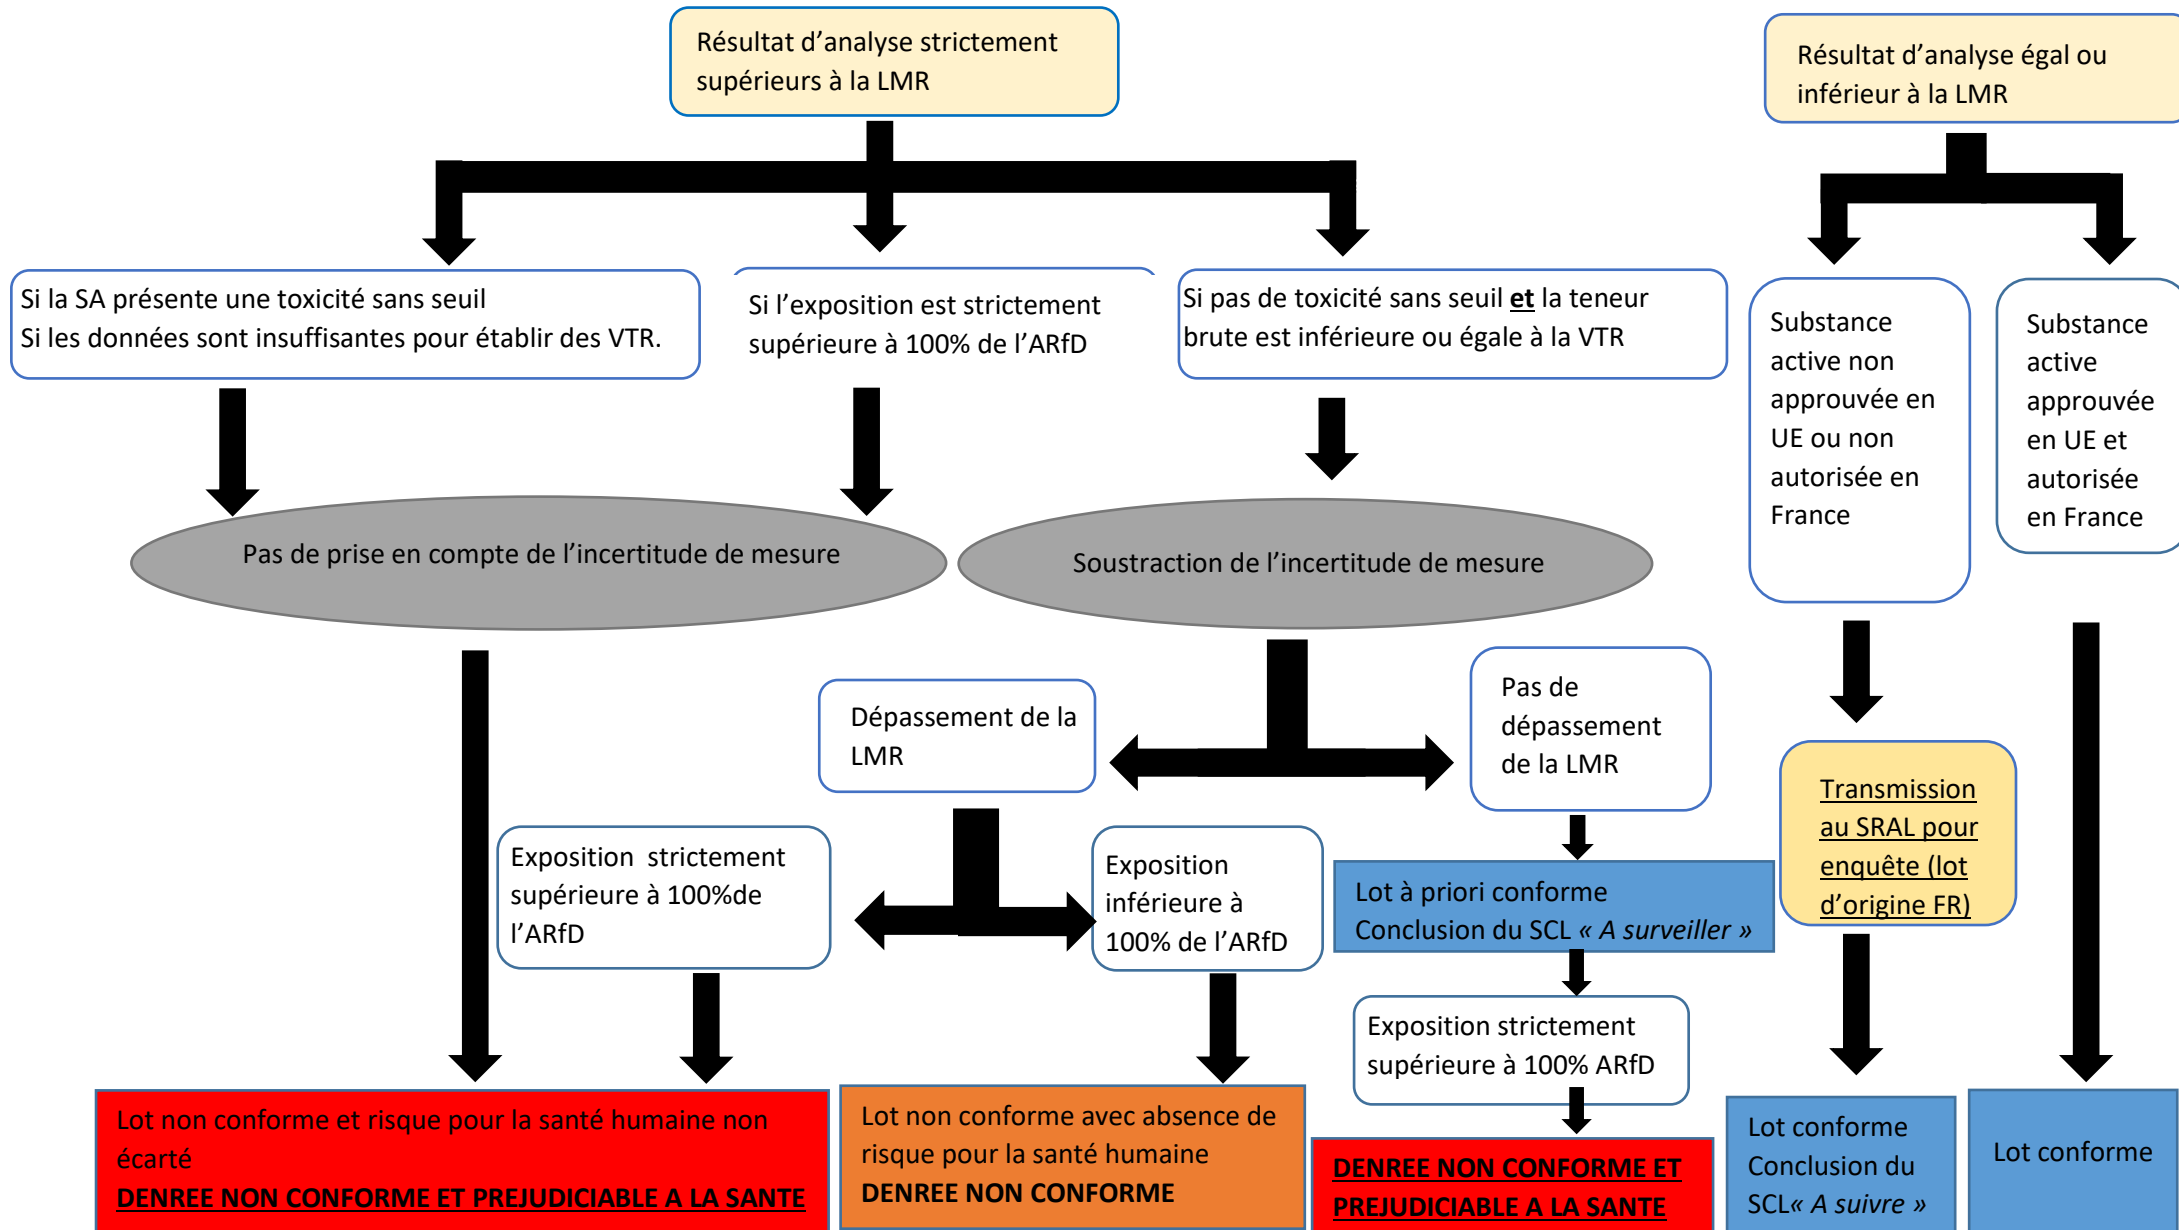 Résultat d’analyse strictement
supérieurs à la LMR
Résultat d’analyse égal ou
inférieur à la LMR
Si la SA présente une toxicité sans seuil
Si les données sont insuffisantes pour établir des VTR.
Si l’exposition est strictement
supérieure à 100% de l’ARfD
Si pas de toxicité sans seuil et la teneur
brute est inférieure ou égale à la VTR
Substance
active non
approuvée en
UE ou non
autorisée en
France
Substance
active
approuvée
en UE et
autorisée
en France
Pas de prise en compte de l’incertitude de mesure
Soustraction de l’incertitude de mesure
Dépassement de la
LMR
Pas de
dépassement
de la LMR
Transmission
au SRAL pour
enquête (lot
d’origine FR)
Exposition  strictement
supérieure à 100%de
l’ARfD
Exposition
inférieure à
100% de l’ARfD
Lot à priori conforme
Conclusion du SCL « A surveiller »
Exposition strictement
supérieure à 100% ARfD
Lot non conforme et risque pour la santé humaine non
écarté
DENREE NON CONFORME ET PREJUDICIABLE A LA SANTE
Lot non conforme avec absence de
risque pour la santé humaine
DENREE NON CONFORME
DENREE NON CONFORME ET
PREJUDICIABLE A LA SANTE
Lot conforme
Conclusion du
SCL« A suivre »
Lot conforme